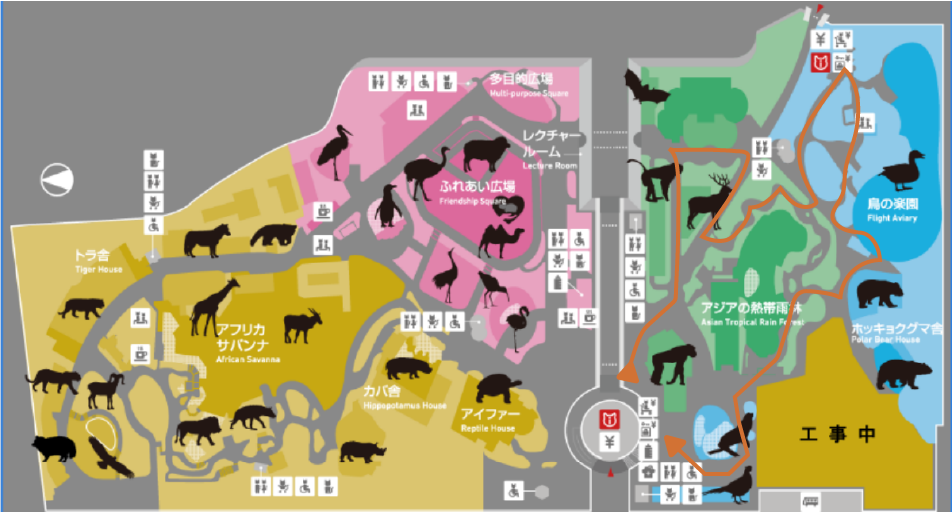 多目的広場
Multi-purpose Square
レクチャー
ルーム
Lecture Room
ふれあい広場
Friendship Square
鳥の楽園
Flight Aviary
トラ舎
Tiger House
アフリカ
サバンナ
African Savanna
アジアの熱帯雨林
Asian Tropical Rain Forest
ホッキョクグマ舎
Polar Bear House
カバ舎
Hippopotamus House
アイファー
Reptile House
工事中
¥
¥